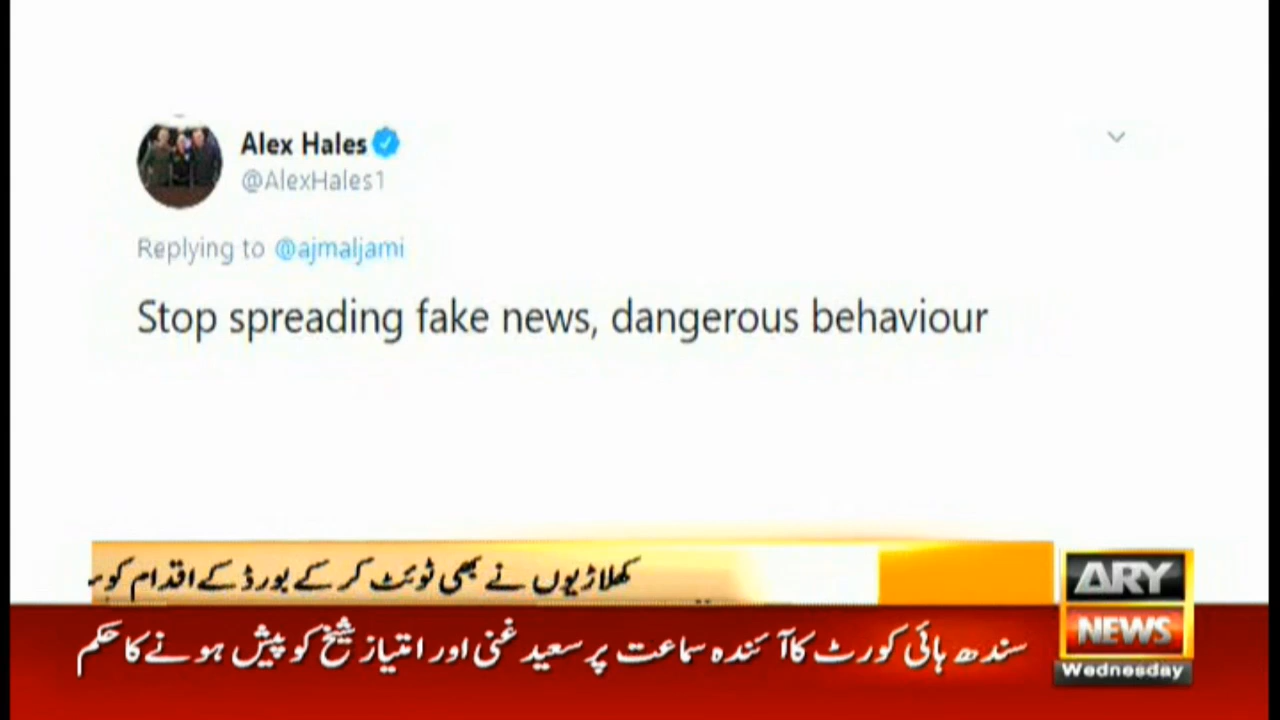 Alex Hales
@AlexHales1
Replying to @ajmaljami
Stop spreading fake news, dangerous behaviour
کھلاڑیوں نے بھی ٹوئٹ کر کے بورڈ کے اقدام کو
سندھ ہائی کورٹ کا آئندہ سماعت پر سعید غنی اور امتیاز شیخ کو پیش ہونے کا حکم
ARY
NEWS
Wednesday